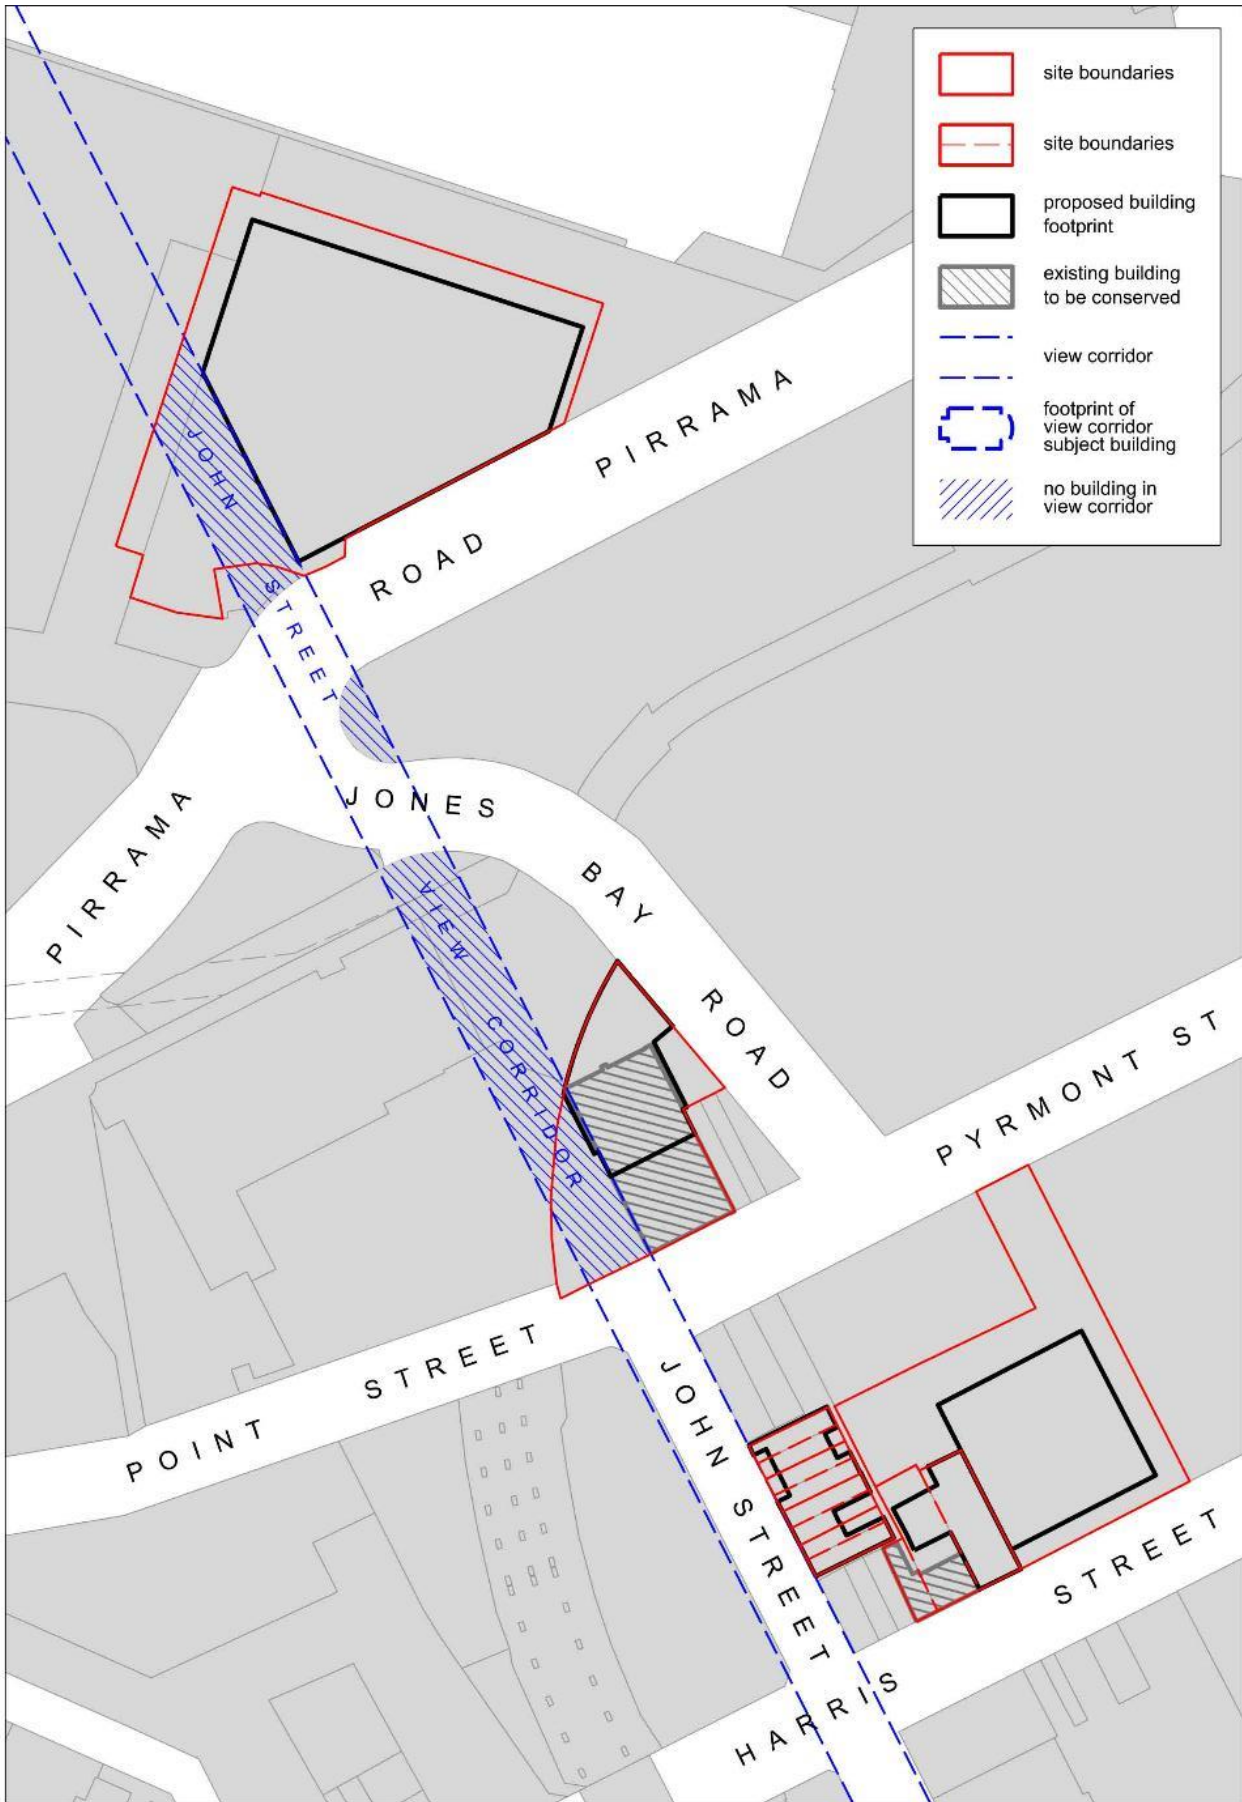 site boundaries
site boundaries
proposed building
footprint
existing building
to be conserved
view corridor
footprint of
view corridor
subject building
no building in
view corridor
PIRRAMA
ROAD
JOHN
STREET
VIEW
CORRIDOR
PIRRAMA
JONES
BAY
ROAD
PYRMONT ST
POINT STREET
JOHN STREET
HARRIS STREET